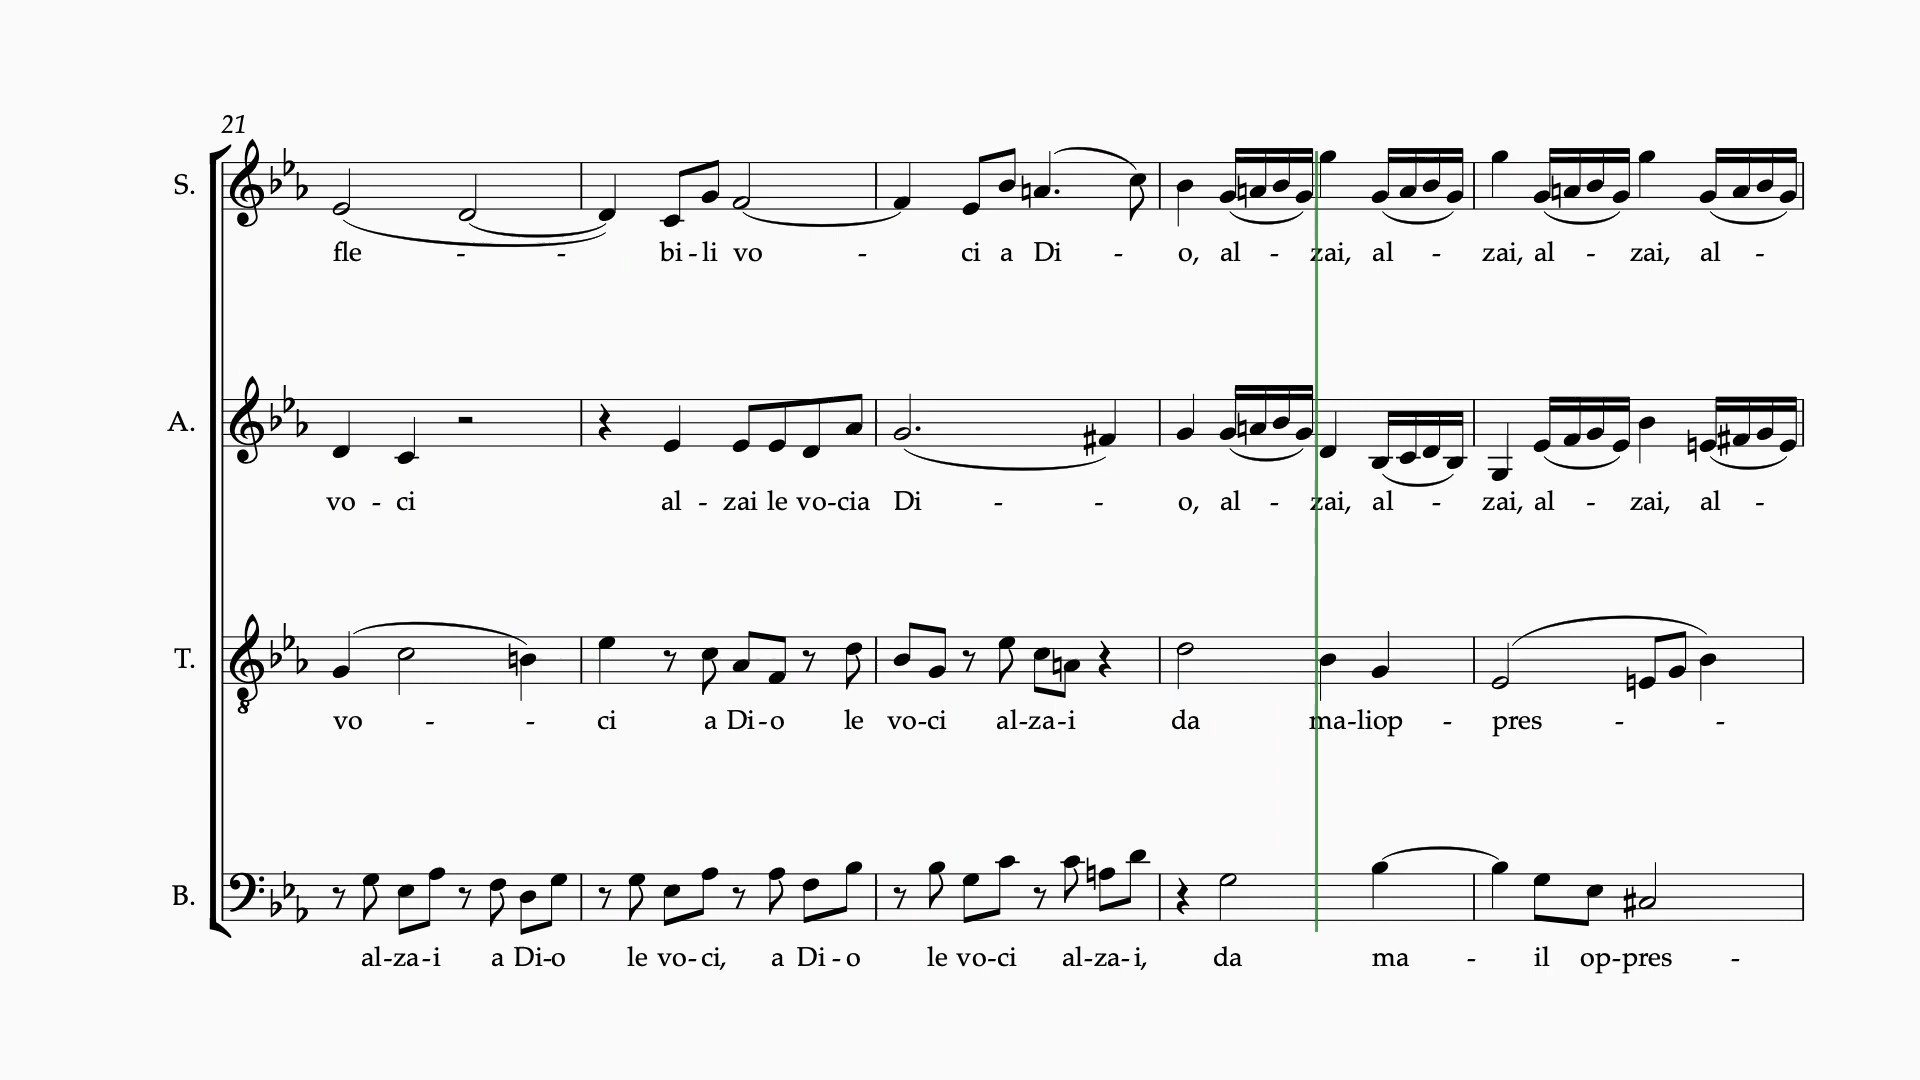 21
S.
fle - - bi - li vo - ci a Di - o, al - zai, al - zai, al - zai, al -
A.
vo - ci al - zai le vo-cia Di - - o, al - zai, al - zai, al - zai, al -
T.
vo - - ci a Di-o le vo-ci al-za-i da ma-liop - pres - -
B.
al-za-i a Di-o le vo-ci, a Di-o le vo-ci al-za-i, da ma - il op-pres -